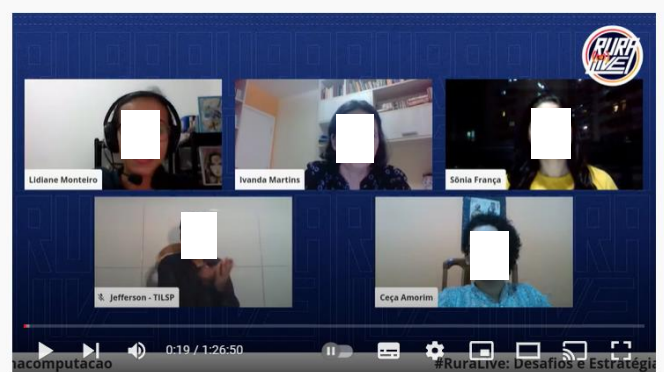 RURA
LIVE!
Lidiane Monteiro
Ivanda Martins
Sônia França
Jefferson - TILSP
Ceça Amorim
0:19 / 1:26:50
nacomputacao
#RuraLive: Desafios e Estratégia